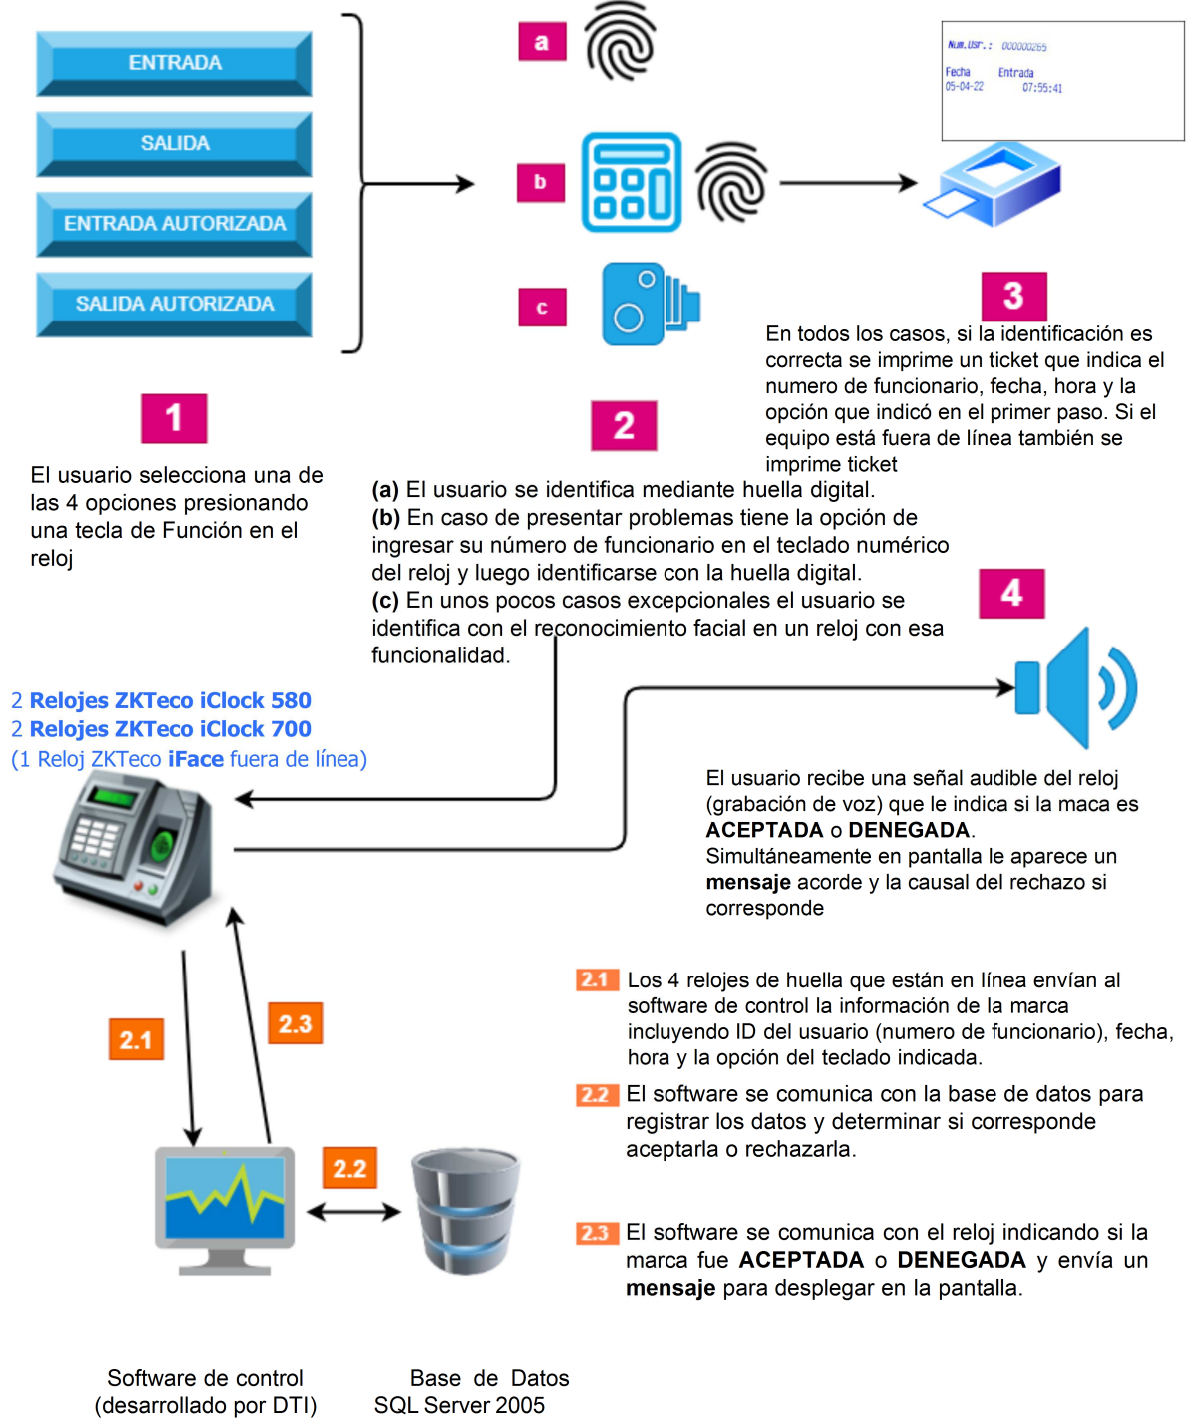 ENTRADA
SALIDA
ENTRADA AUTORIZADA
SALIDA AUTORIZADA
1
El usuario selecciona una de
las 4 opciones presionando
una tecla de Función en el
reloj
a
b
c
2
(a) El usuario se identifica mediante huella digital.
(b) En caso de presentar problemas tiene la opción de
ingresar su número de funcionario en el teclado numérico
del reloj y luego identificarse con la huella digital.
(c) En unos pocos casos excepcionales el usuario se
identifica con el reconocimiento facial en un reloj con esa
funcionalidad.
Num.Usr.: 000000265
Fecha Entrada
05-04-22 07:55:41
3
En todos los casos, si la identificación es
correcta se imprime un ticket que indica el
numero de funcionario, fecha, hora y la
opción que indicó en el primer paso. Si el
equipo está fuera de línea también se
imprime ticket
4
El usuario recibe una señal audible del reloj
(grabación de voz) que le indica si la maca es
ACEPTADA o DENEGADA.
Simultáneamente en pantalla le aparece un
mensaje acorde y la causal del rechazo si
corresponde
2 Relojes ZKTeco iClock 580
2 Relojes ZKTeco iClock 700
(1 Reloj ZKTeco iFace fuera de línea)
2.1
2.3
2.2
2.1 Los 4 relojes de huella que están en línea envían al
software de control la información de la marca
incluyendo ID del usuario (numero de funcionario), fecha,
hora y la opción del teclado indicada.
2.2 El software se comunica con la base de datos para
registrar los datos y determinar si corresponde
aceptarla o rechazarla.
2.3 El software se comunica con el reloj indicando si la
marca fue ACEPTADA o DENEGADA y envía un
mensaje para desplegar en la pantalla.
Software de control
(desarrollado por DTI)
Base de Datos
SQL Server 2005